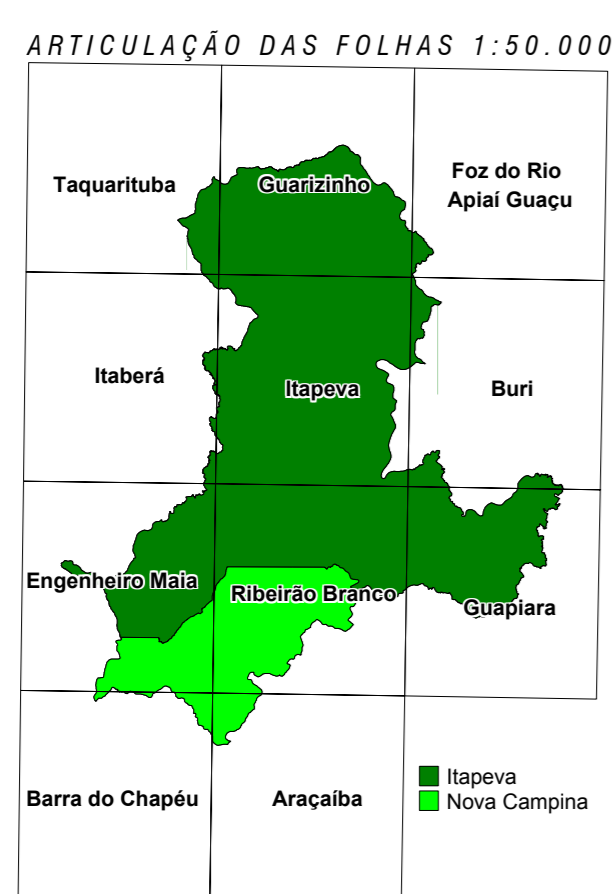 ARTICULAÇÃO DAS FOLHAS 1:50.000
Taquarituba
Guarizinho
Foz do Rio
Apiaí Guaçu
Itaberá
Itapeva
Buri
Engenheiro Maia
Ribeirão Branco
Guapiara
Barra do Chapéu
Araçaíba
Itapeva
Nova Campina